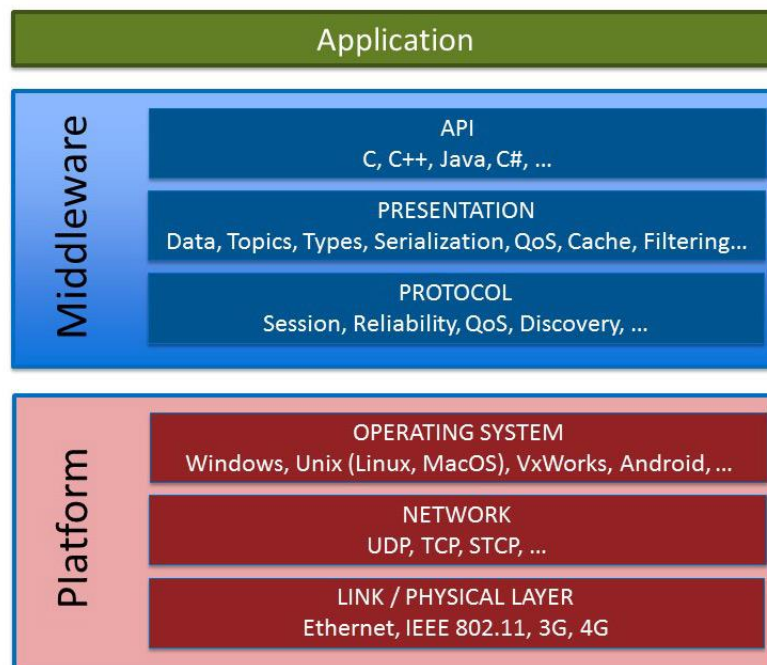 Application
Middleware
API
C, C++, Java, C#, ...
PRESENTATION
Data, Topics, Types, Serialization, QoS, Cache, Filtering...
PROTOCOL
Session, Reliability, QoS, Discovery, ...
Platform
OPERATING SYSTEM
Windows, Unix (Linux, MacOS), VxWorks, Android, ...
NETWORK
UDP, TCP, STCP, ...
LINK / PHYSICAL LAYER
Ethernet, IEEE 802.11, 3G, 4G